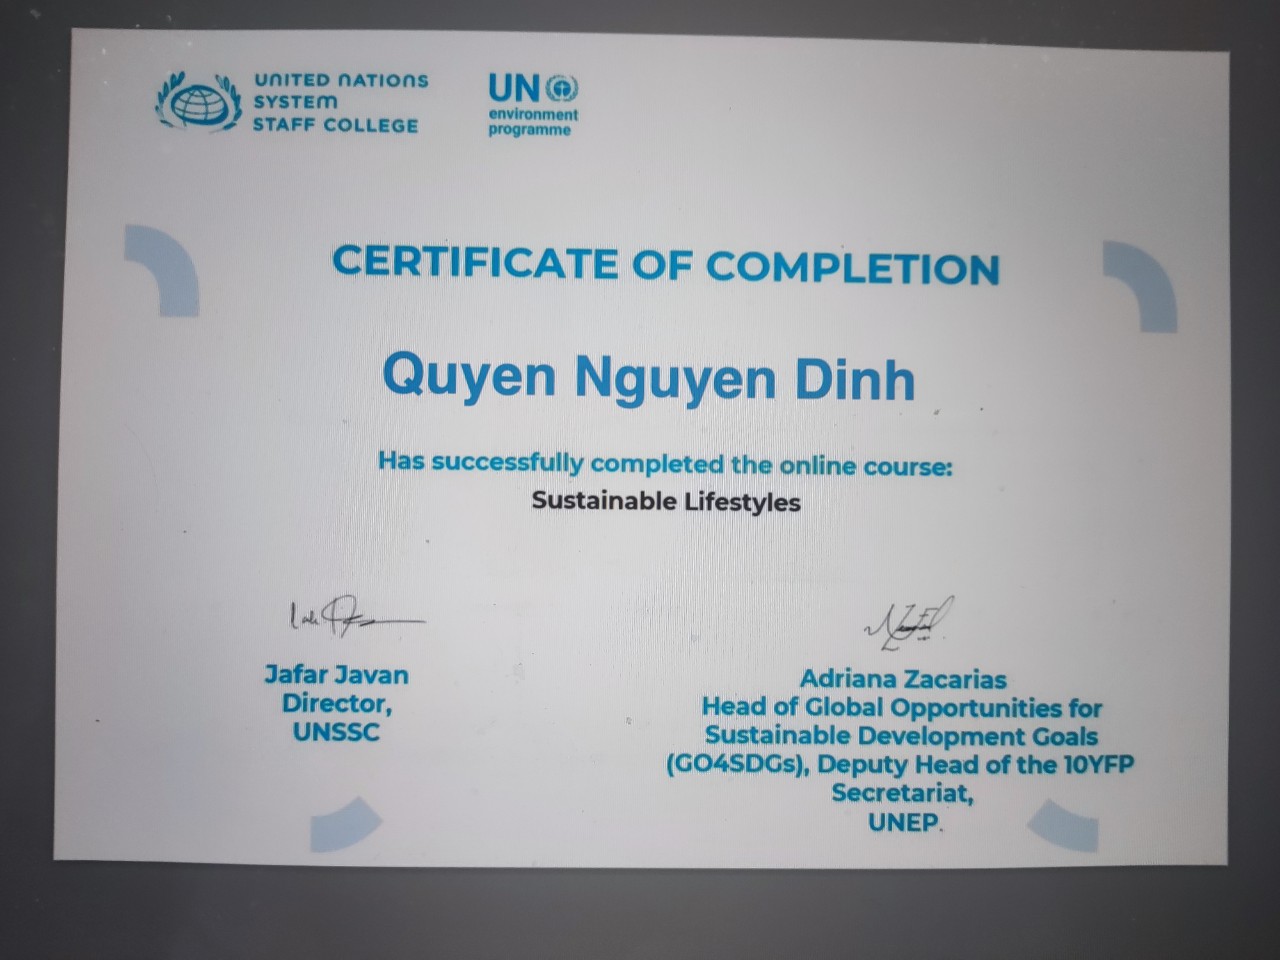 UNITED NATIONS
SYSTEM
STAFF COLLEGE
UN
environment
programme
CERTIFICATE OF COMPLETION
Quyen Nguyen Dinh
Has successfully completed the online course:
Sustainable Lifestyles
Jafar Javan
Director,
UNSSC
Adriana Zacarias
Head of Global Opportunities for
Sustainable Development Goals
(GO4SDGs), Deputy Head of the 10YFP
Secretariat,
UNEP.